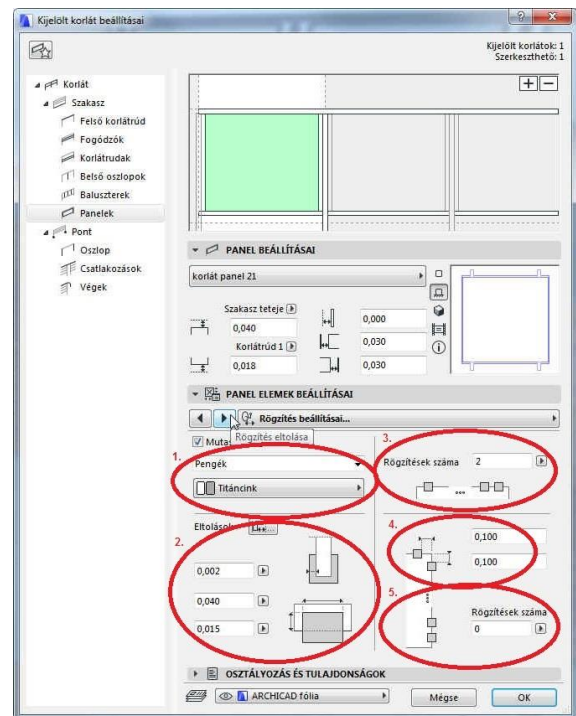 Kijelölt korlát beállításai
Kijelölt korlátok: 1
Szerkeszthető: 1
Korlát
Szakasz
Felső korlátrúd
Fogódzók
Korlátrudak
Belső oszlopok
Baluszterek
Panelek
Pont
Oszlop
Csatlakozások
Végek
PANEL BEÁLLÍTÁSAI
korlát panel 21
Szakasz teteje
0,040
0,000
Korlátrúd 1
0,030
0,018
0,030
PANEL ELEMEK BEÁLLÍTÁSAI
Rögzítés beállításai...
Rögzítés eltolása
1.
Pengék
Titáncink
3.
Rögzítések száma 2
2.
Eltolások
0,002
0,040
0,015
4.
0,100
0,100
5.
Rögzítések száma
0
OSZTÁLYOZÁS ÉS TULAJDONSÁGOK
ARCHICAD fólia
Mégse
OK